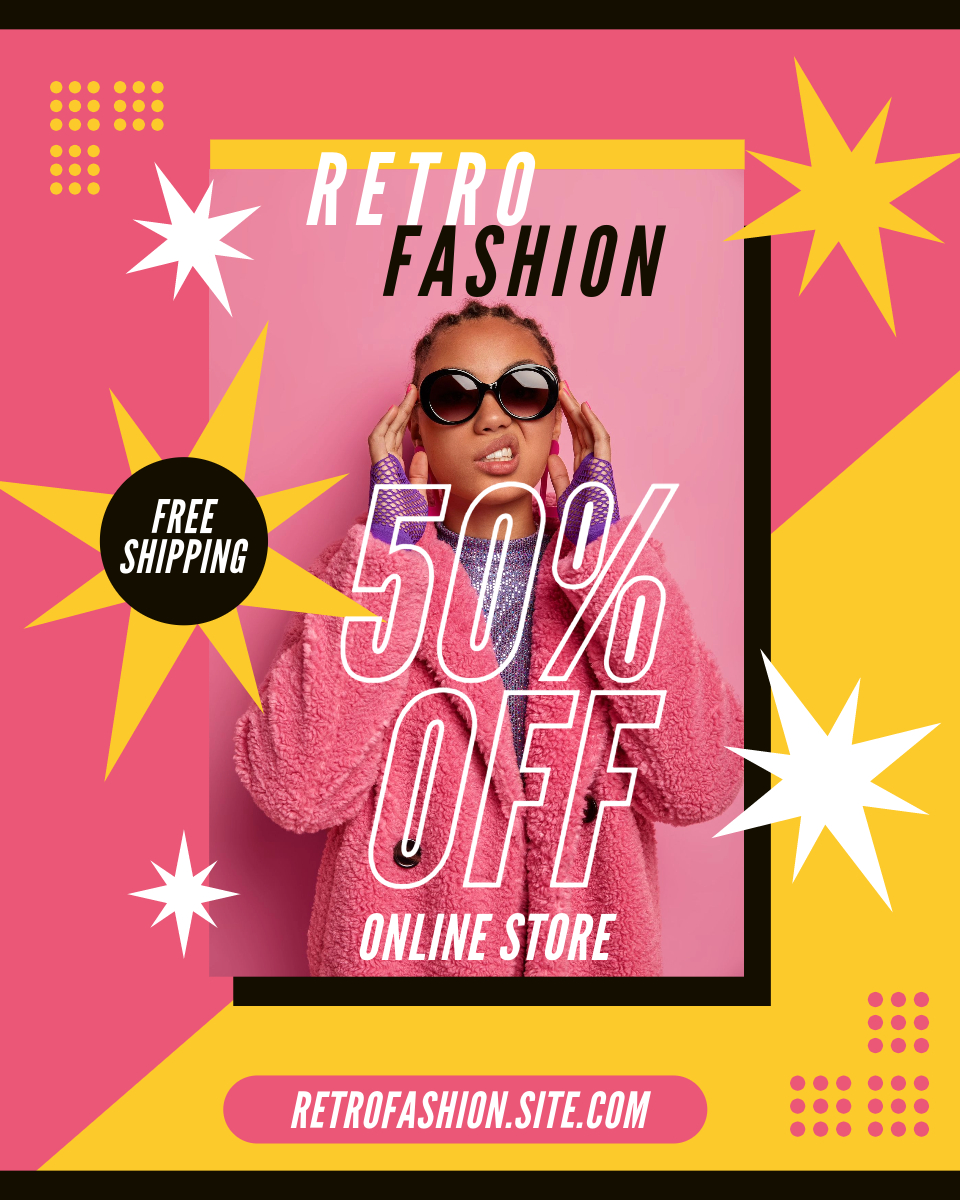 RETRO
FASHION
FREE
SHIPPING
50%
OFF
ONLINE STORE
RETROFASHION.SITE.COM